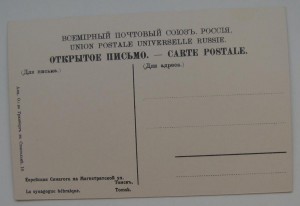 ВСЕМІРНЫЙ ПОЧТОВЫЙ СОЮЗЪ. РОССІЯ.
UNION POSTALE UNIVERSELLE RUSSIE.
ОТКРЫТОЕ ПИСЬМО. — CARTE POSTALE.
(Для письма.)
(Для адреса.)
Еврейская Синагога на Магистратской ул.
Томскъ.
La synagogue hébraïque.
Tomsk.